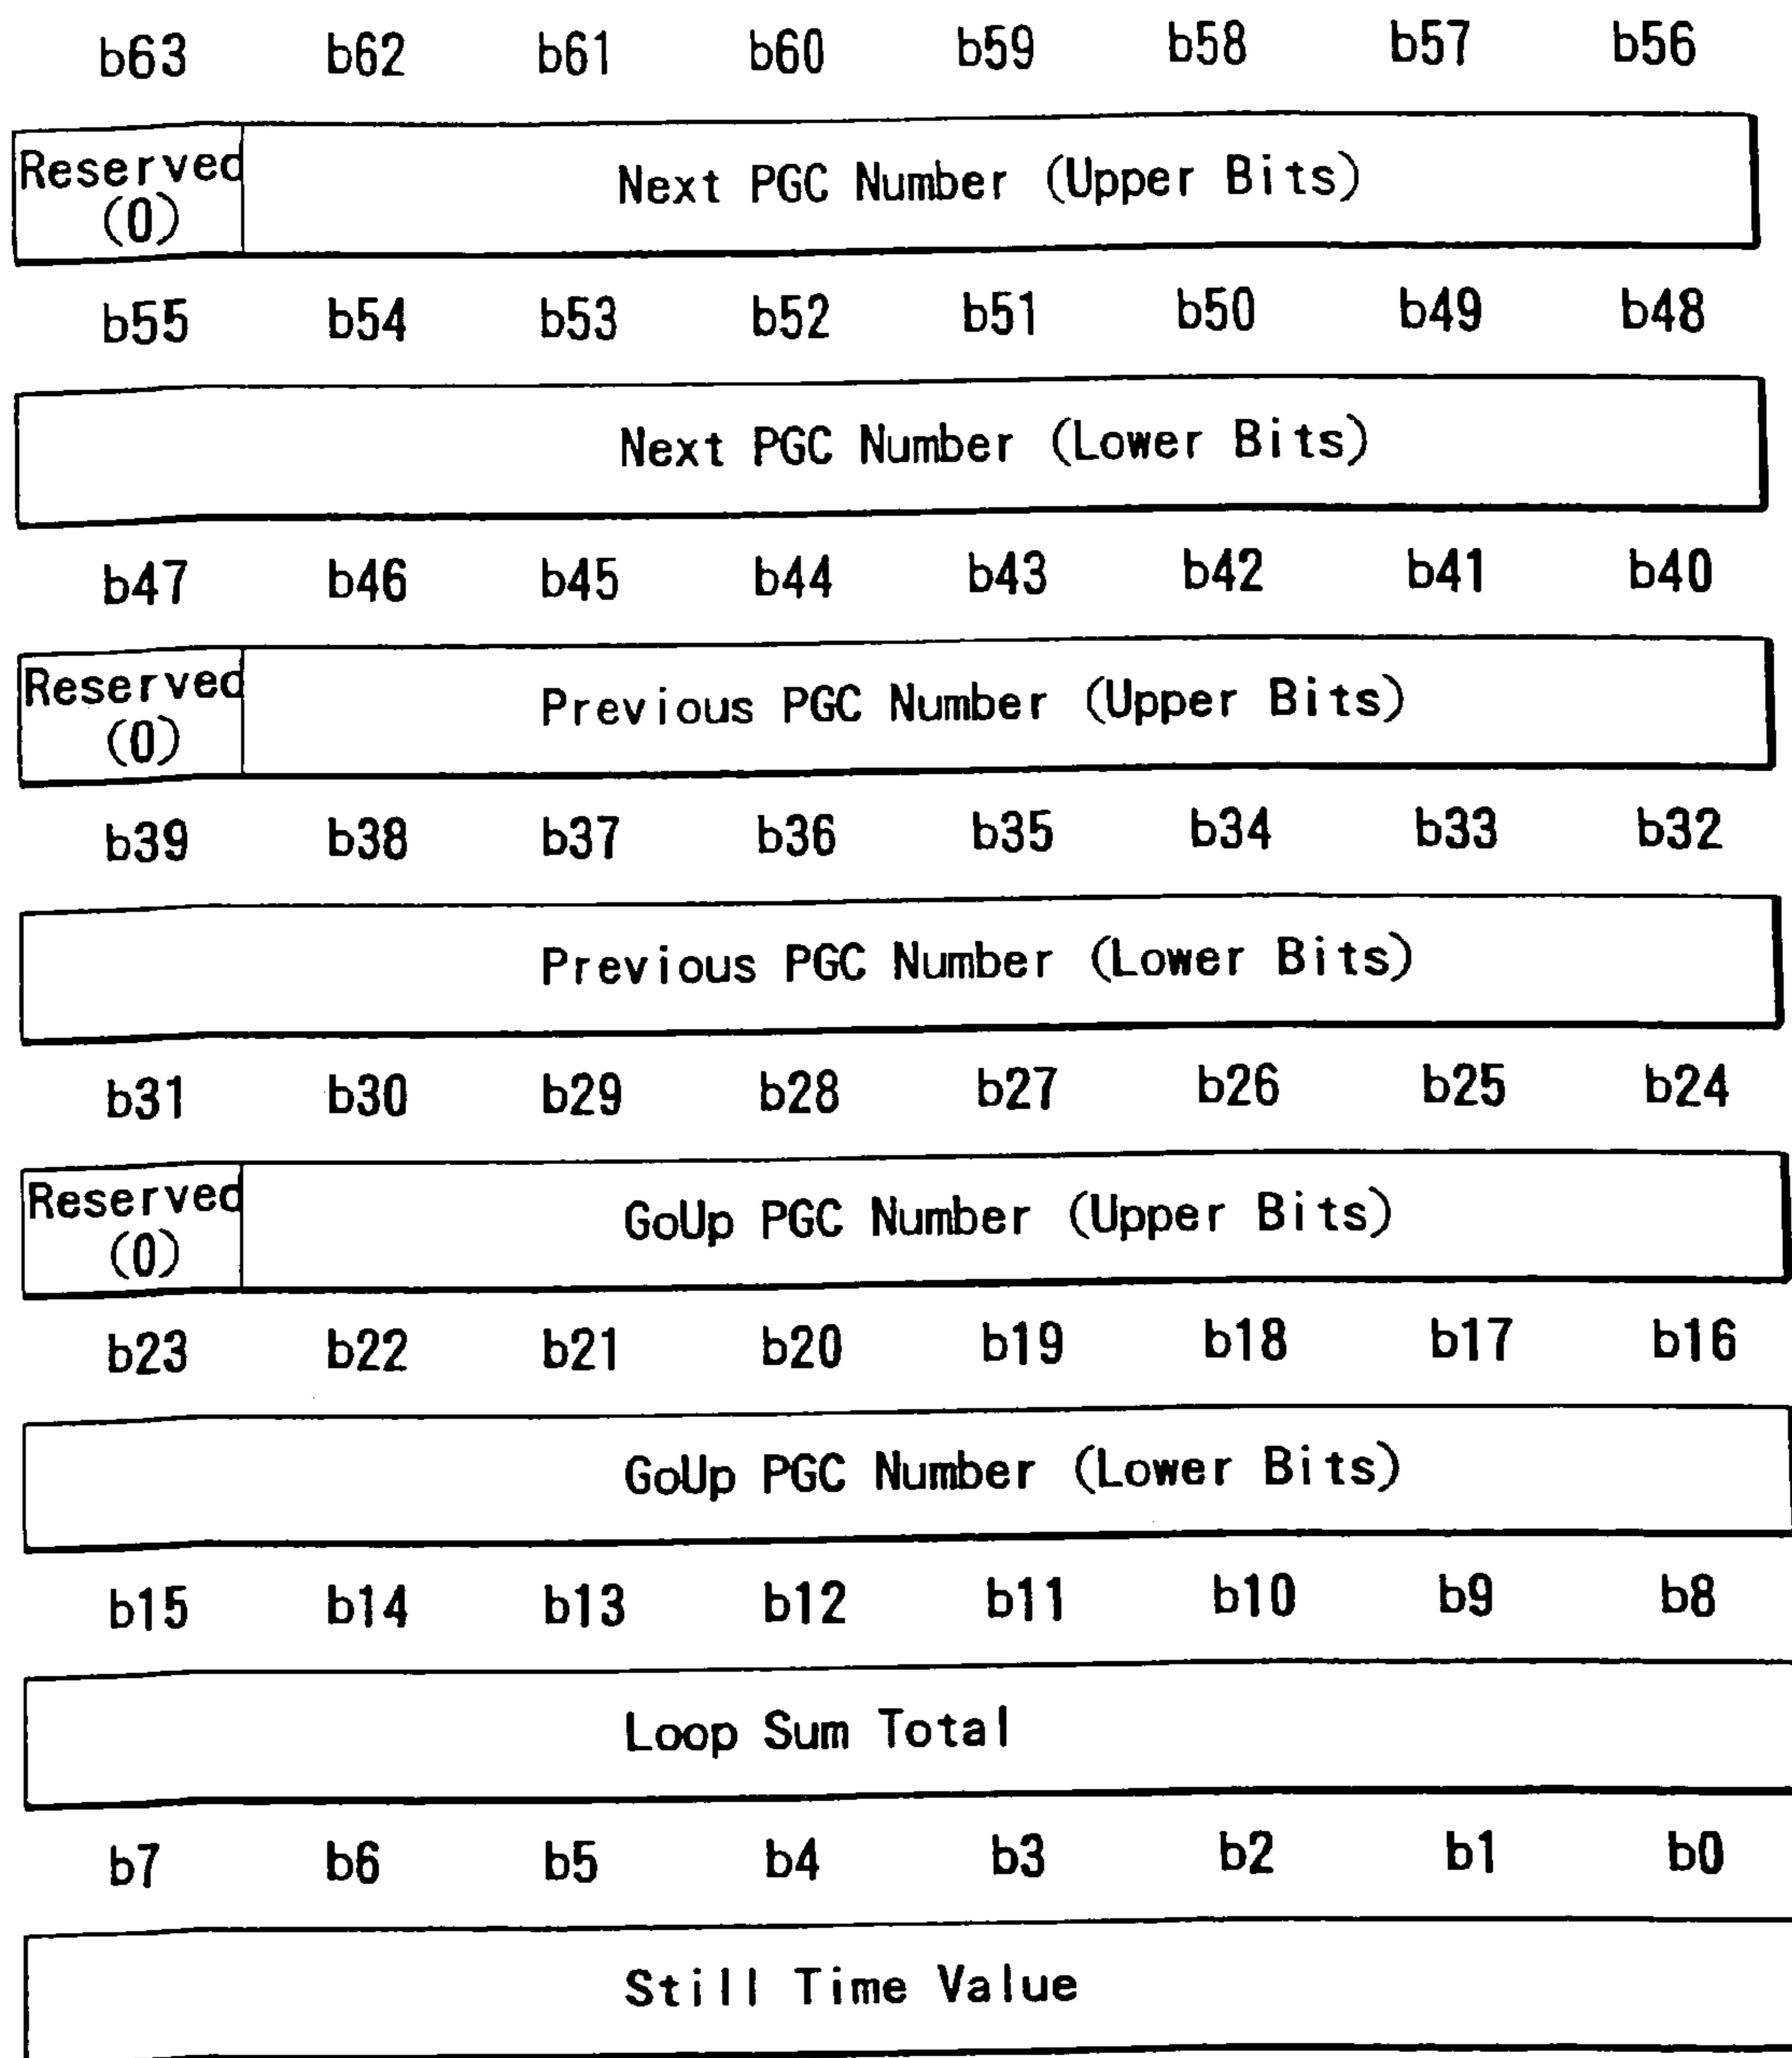 b63 b62 b61 b60 b59 b58 b57 b56
Reserved
(0)
Next PGC Number (Upper Bits)
b55 b54 b53 b52 b51 b50 b49 b48
Next PGC Number (Lower Bits)
b47 b46 b45 b44 b43 b42 b41 b40
Reserved
(0)
Previous PGC Number (Upper Bits)
b39 b38 b37 b36 b35 b34 b33 b32
Previous PGC Number (Lower Bits)
b31 b30 b29 b28 b27 b26 b25 b24
Reserved
(0)
GoUp PGC Number (Upper Bits)
b23 b22 b21 b20 b19 b18 b17 b16
GoUp PGC Number (Lower Bits)
b15 b14 b13 b12 b11 b10 b9 b8
Loop Sum Total
b7 b6 b5 b4 b3 b2 b1 b0
Still Time Value